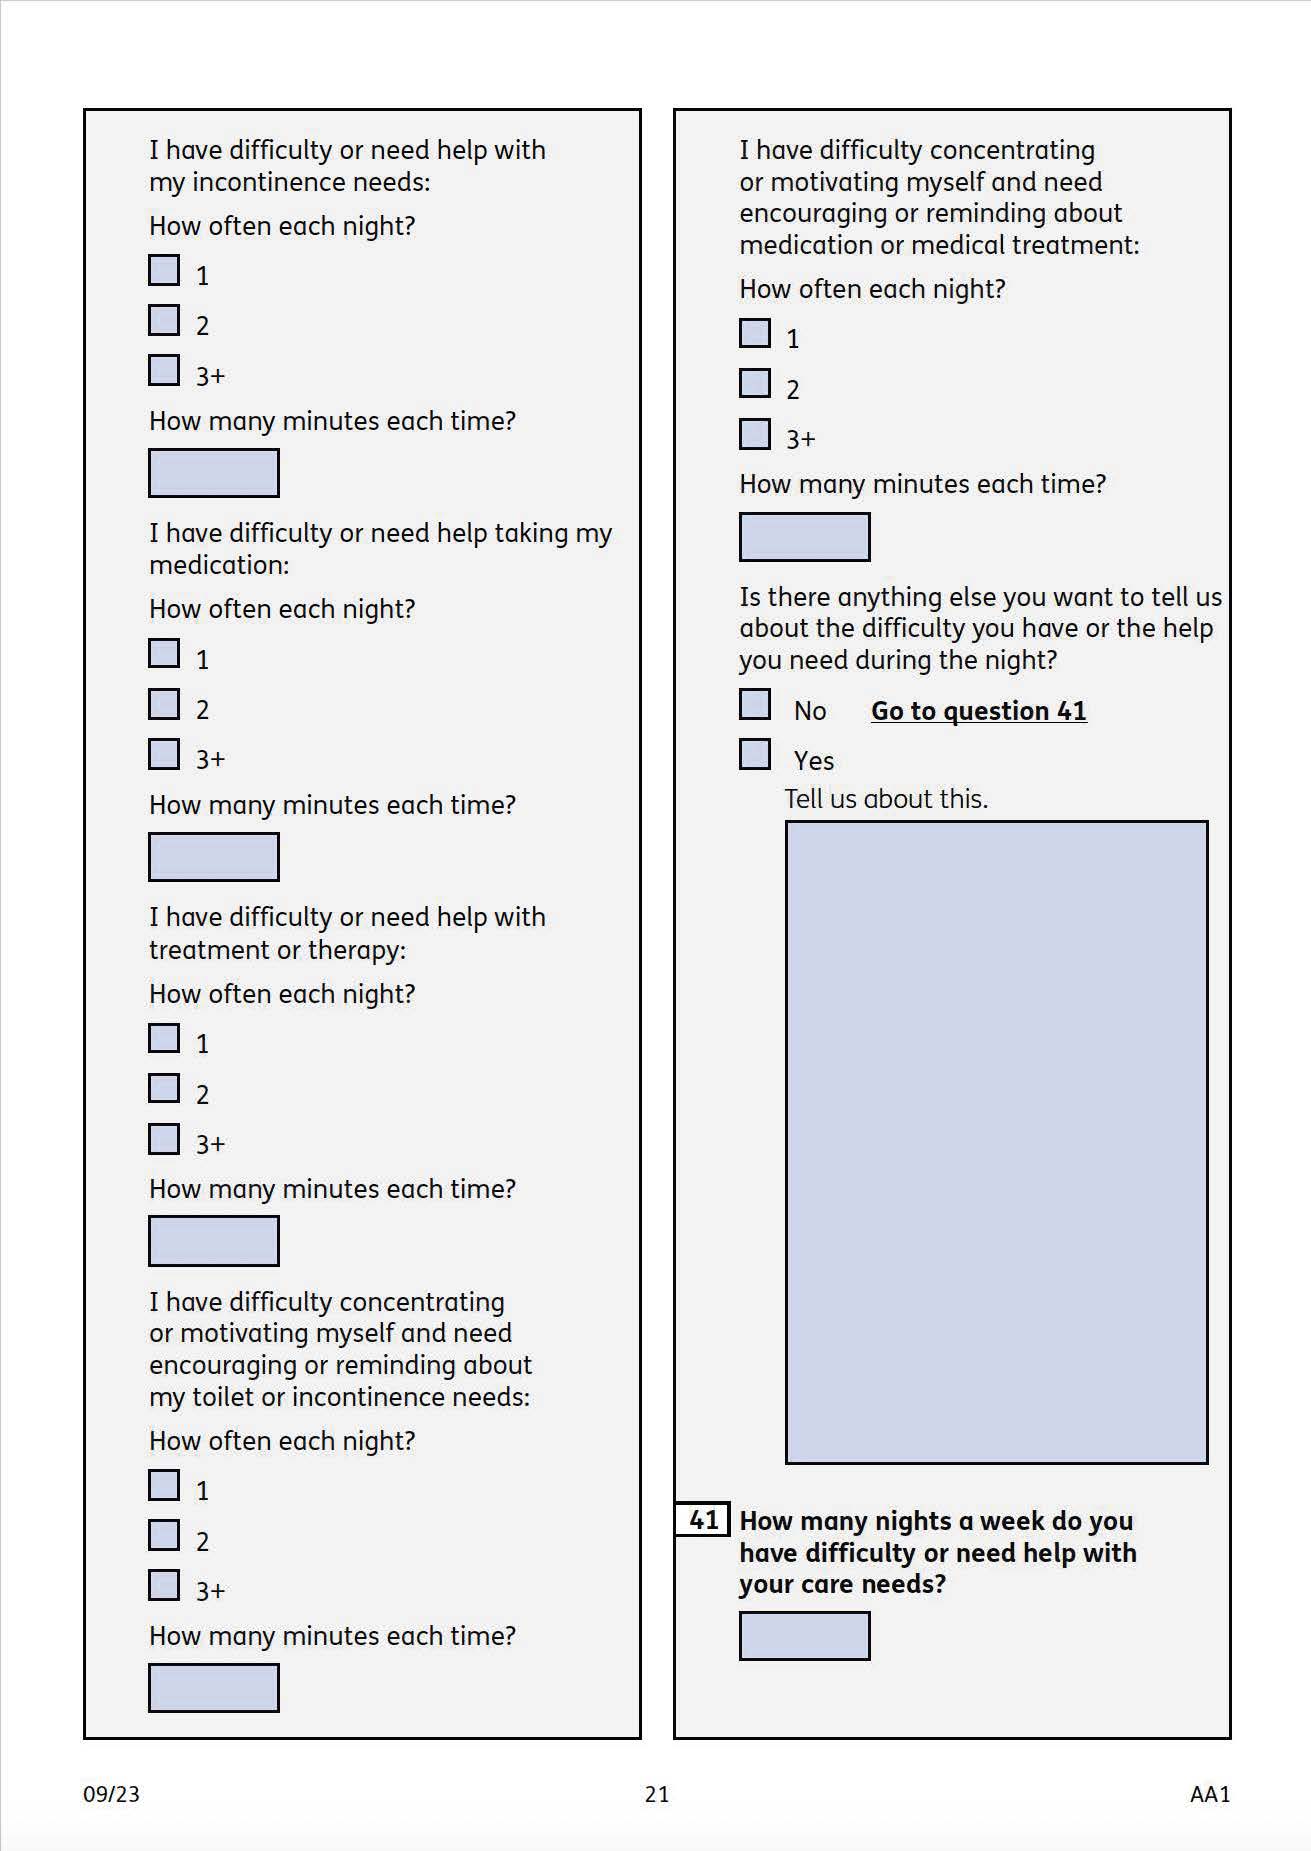 I have difficulty or need help with
my incontinence needs:
How often each night?
1
2
3+
How many minutes each time?
I have difficulty or need help taking my
medication:
How often each night?
1
2
3+
How many minutes each time?
I have difficulty or need help with
treatment or therapy:
How often each night?
1
2
3+
How many minutes each time?
I have difficulty concentrating
or motivating myself and need
encouraging or reminding about
my toilet or incontinence needs:
How often each night?
1
2
3+
How many minutes each time?
I have difficulty concentrating
or motivating myself and need
encouraging or reminding about
medication or medical treatment:
How often each night?
1
2
3+
How many minutes each time?
Is there anything else you want to tell us
about the difficulty you have or the help
you need during the night?
No Go to question 41
Yes
Tell us about this.
41 How many nights a week do you
have difficulty or need help with
your care needs?
09/23 21 AA1